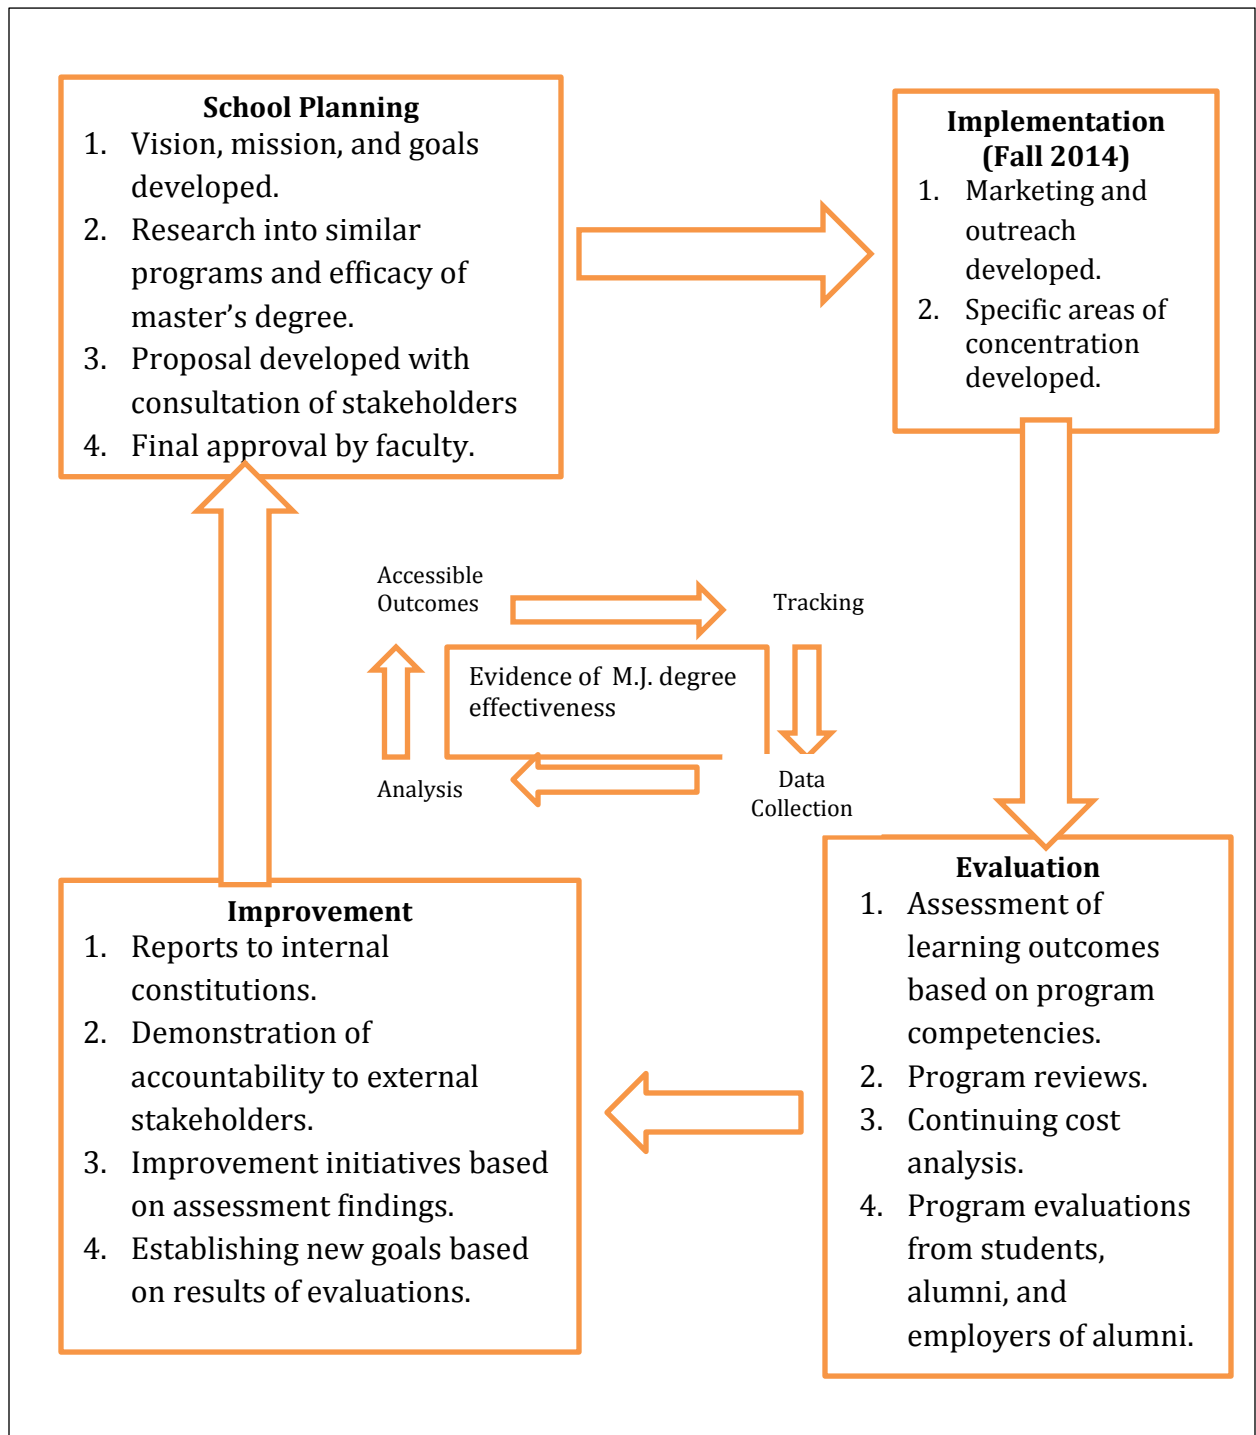 School Planning
1. Vision, mission, and goals
developed.
2. Research into similar
programs and efficacy of
master’s degree.
3. Proposal developed with
consultation of stakeholders
4. Final approval by faculty.
Implementation
(Fall 2014)
1. Marketing and
outreach
developed.
2. Specific areas of
concentration
developed.
Accessible
Outcomes
Tracking
Evidence of M.J. degree
effectiveness
Analysis
Data
Collection
Evaluation
1. Assessment of
learning outcomes
based on program
competencies.
2. Program reviews.
3. Continuing cost
analysis.
4. Program evaluations
from students,
alumni, and
employers of alumni.
Improvement
1. Reports to internal
constitutions.
2. Demonstration of
accountability to external
stakeholders.
3. Improvement initiatives based
on assessment findings.
4. Establishing new goals based
on results of evaluations.